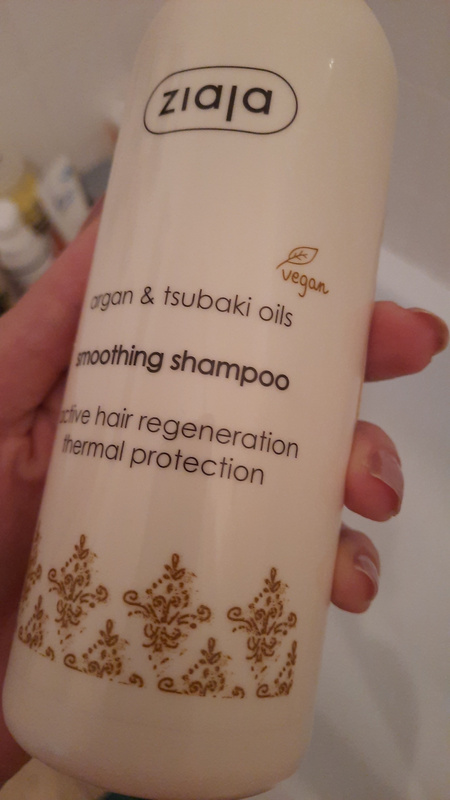 ziaja
vegan
argan & tsubaki oils
smoothing shampoo
active hair regeneration
thermal protection